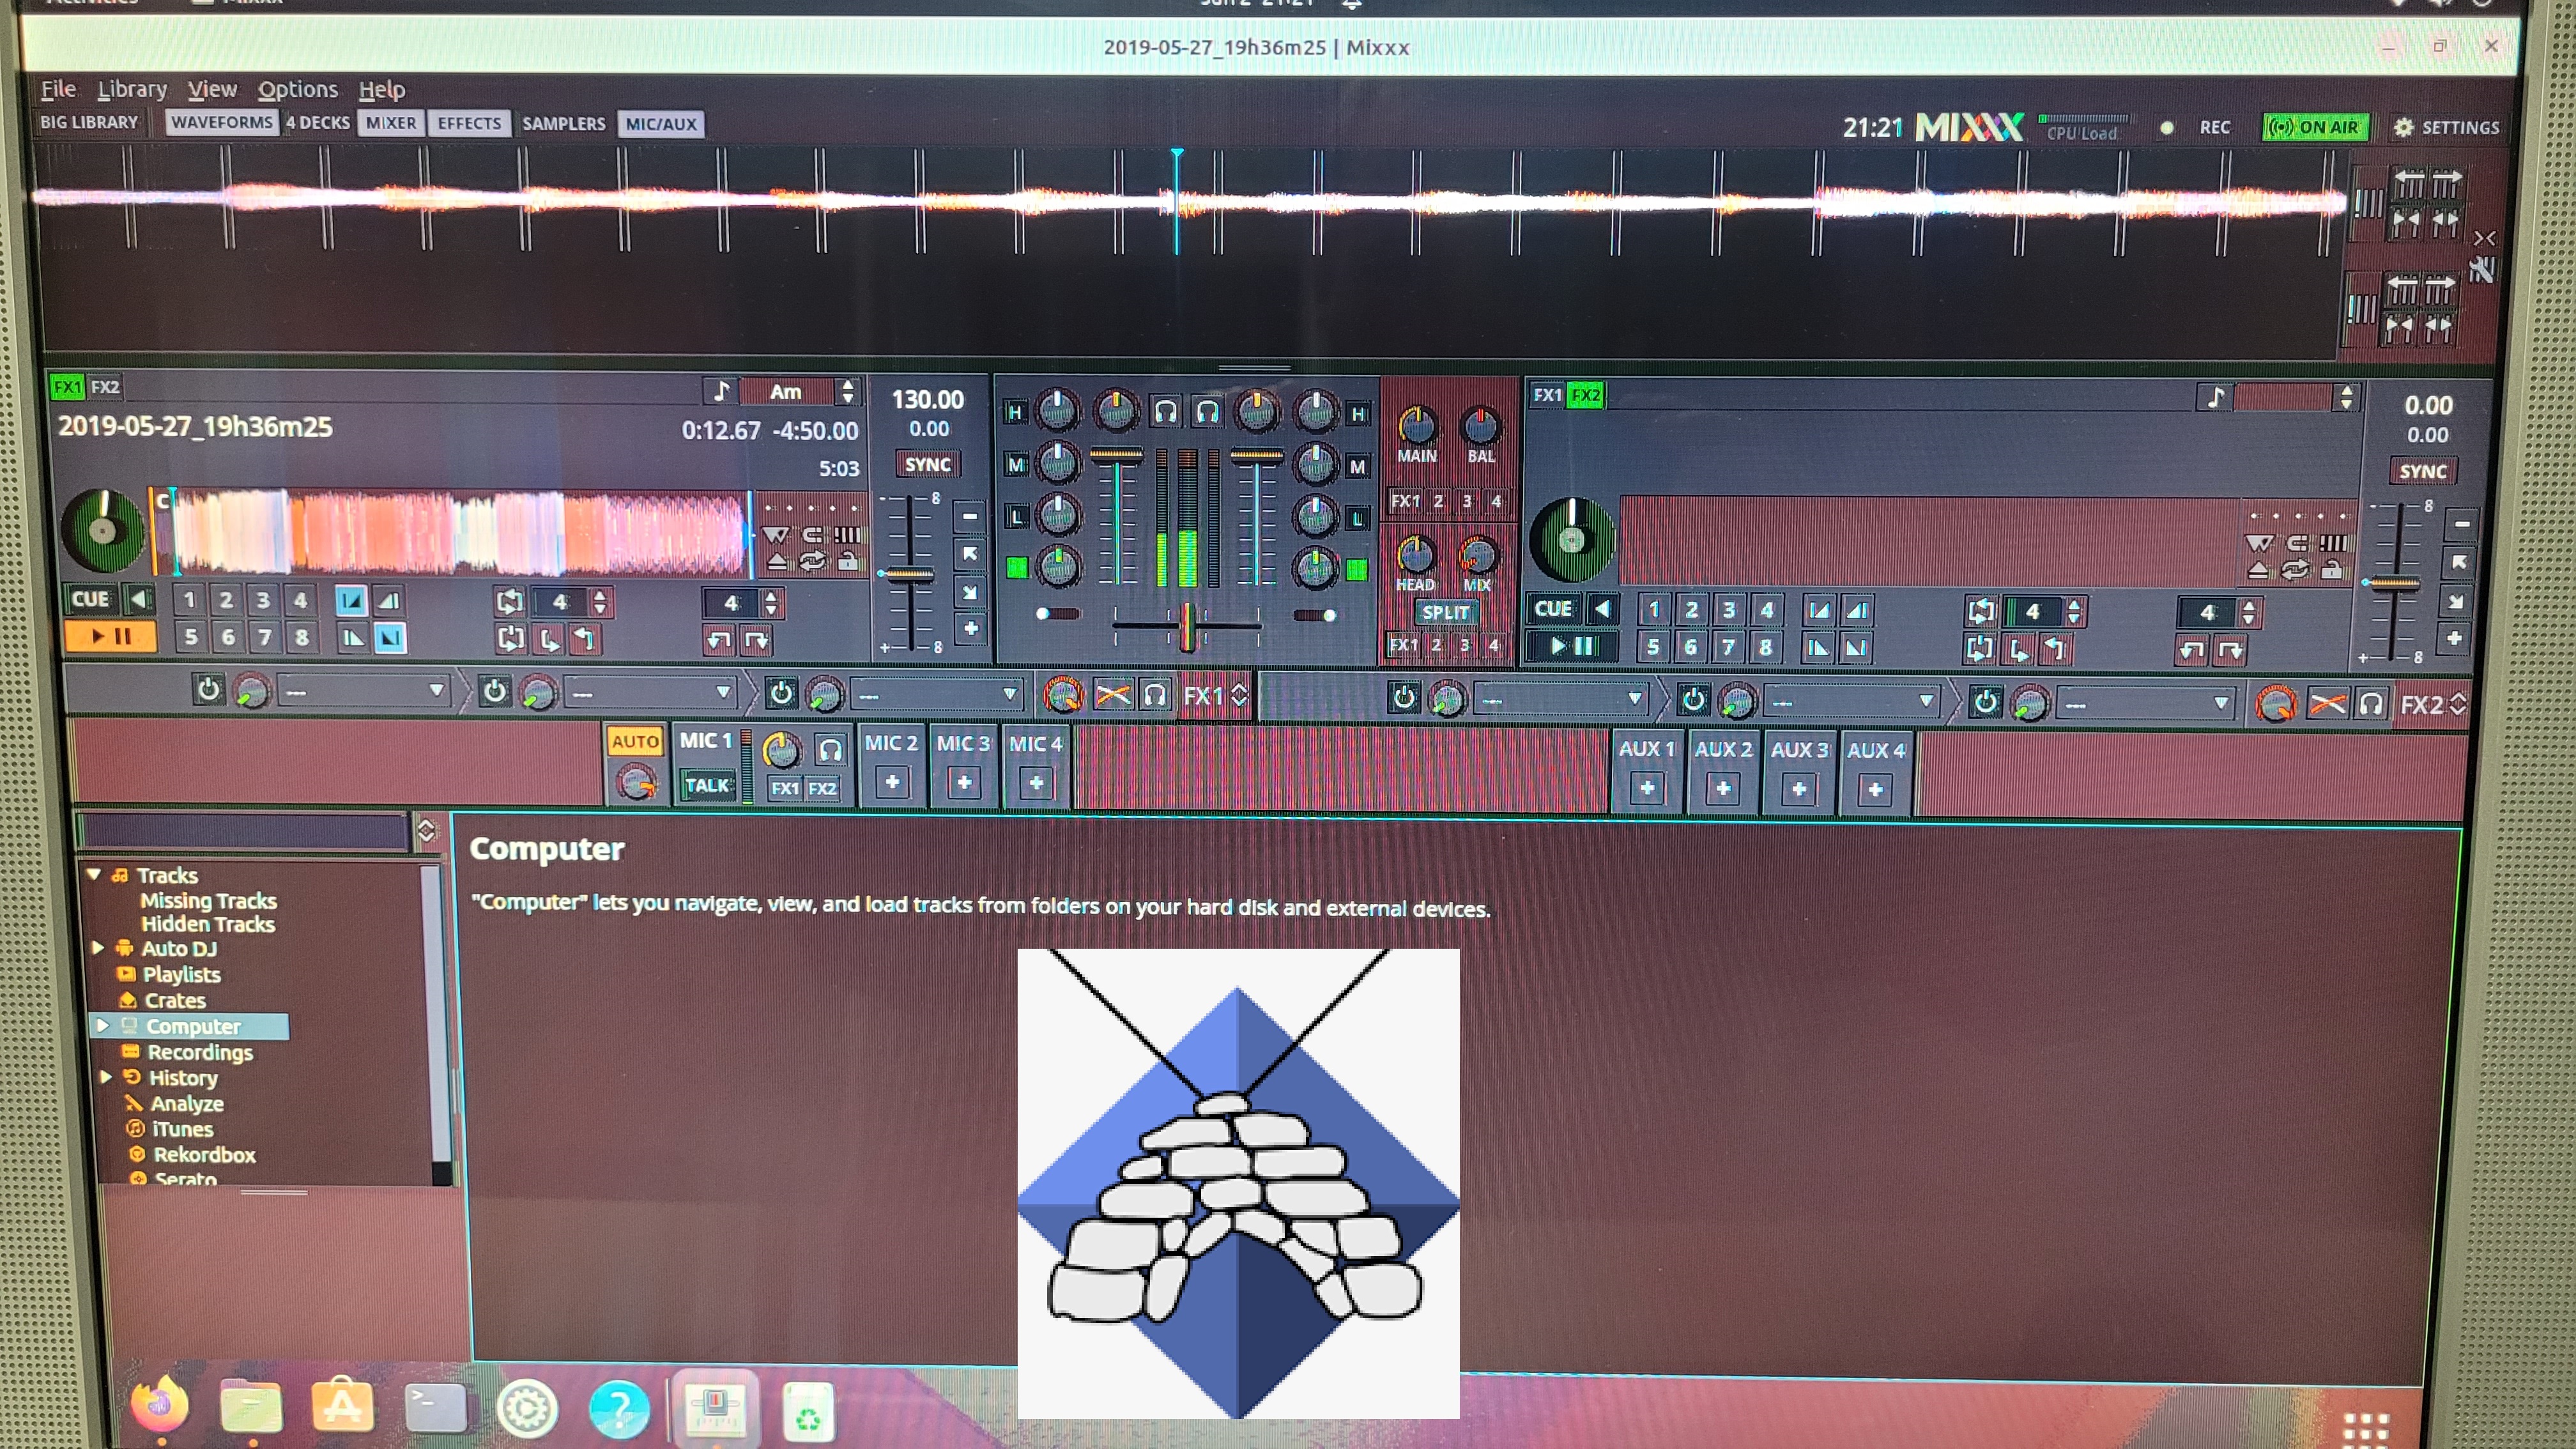 2019-05-27_19h36m25 | Mixxx
File Library View Options Help
BIG LIBRARY WAVEFORMS 4 DECKS MIXER EFFECTS SAMPLERS MIC/AUX
21:21 MIXXX CPU Load REC ON AIR SETTINGS
FX1 FX2 Am
2019-05-27_19h36m25
0:12.67 -4:50.00
5:03
130.00
0.00
SYNC
8
8
C
CUE 1 2 3 4 4 4
5 6 7 8
H H
M M
L L
MAIN BAL
FX1 2 3 4
HEAD MIX
SPLIT
FX1 2 3 4
FX1 FX2
0.00
0.00
SYNC
8
8
CUE 1 2 3 4 4 4
5 6 7 8
--- --- --- FX1 --- --- --- FX2
AUTO MIC 1 MIC 2 MIC 3 MIC 4 AUX 1 AUX 2 AUX 3 AUX 4
TALK FX1 FX2
Tracks
Missing Tracks
Hidden Tracks
Auto DJ
Playlists
Crates
Computer
Recordings
History
Analyze
iTunes
Rekordbox
Serato
Computer
"Computer" lets you navigate, view, and load tracks from folders on your hard disk and external devices.